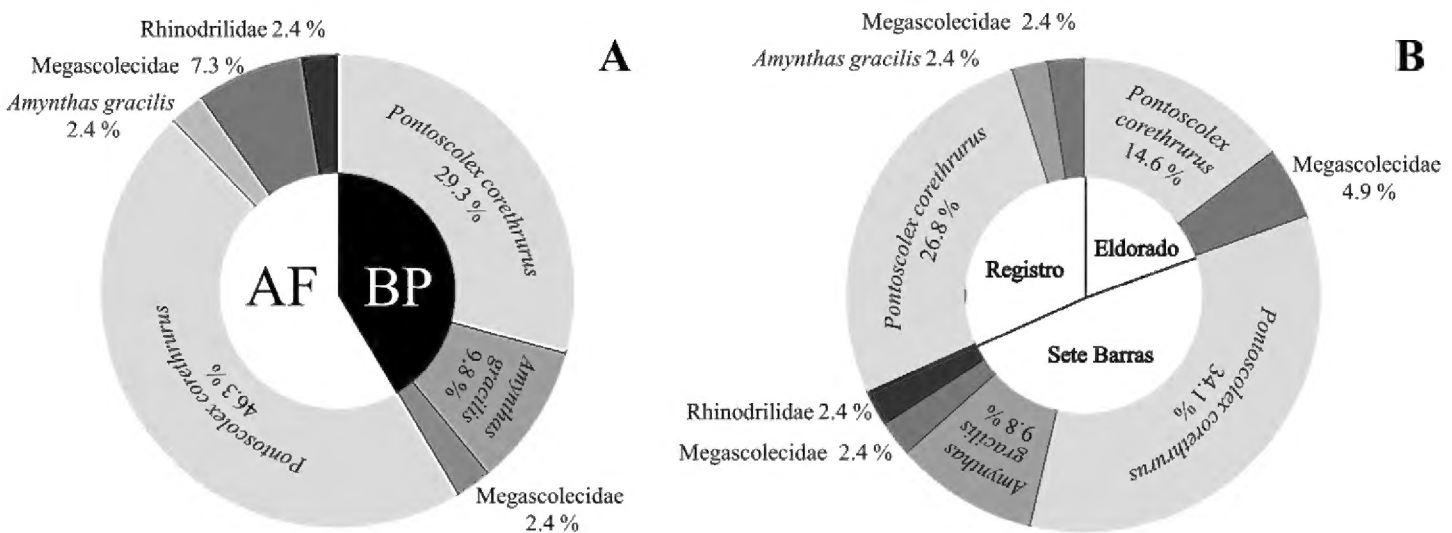 Rhinodrilidae 2.4 %
Megascolecidae 7.3 %
Amynthas gracilis
2.4 %
A
Pontoscolex corethrurus
29.3 %
AF
BP
Amynthas
gracilis
9.8 %
Pontoscolex corethrurus
46.3 %
Megascolecidae
2.4 %
Megascolecidae 2.4 %
Amynthas gracilis 2.4 %
B
Pontoscolex
corethrurus
14.6 %
Megascolecidae
4.9 %
Pontoscolex corethrurus
26.8 %
Registro
Eldorado
Sete Barras
Pontoscolex corethrurus
34.1 %
Rhinodrilidae 2.4 %
Megascolecidae 2.4 %
Amynthas
gracilis
9.8 %